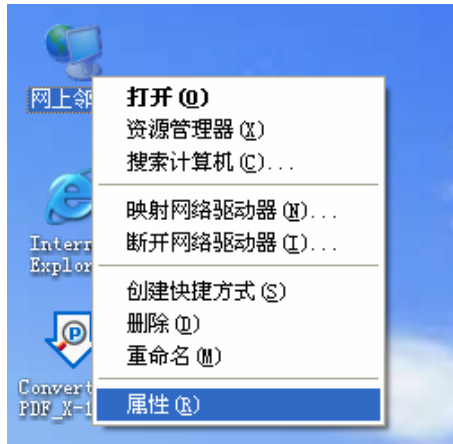 网上邻
打开(O)
资源管理器(X)
搜索计算机(C)...
映射网络驱动器(N)...
断开网络驱动器(I)...
创建快捷方式(S)
删除(D)
重命名(M)
属性(R)
Intern
Explor
P
Convert
PDF_X-1